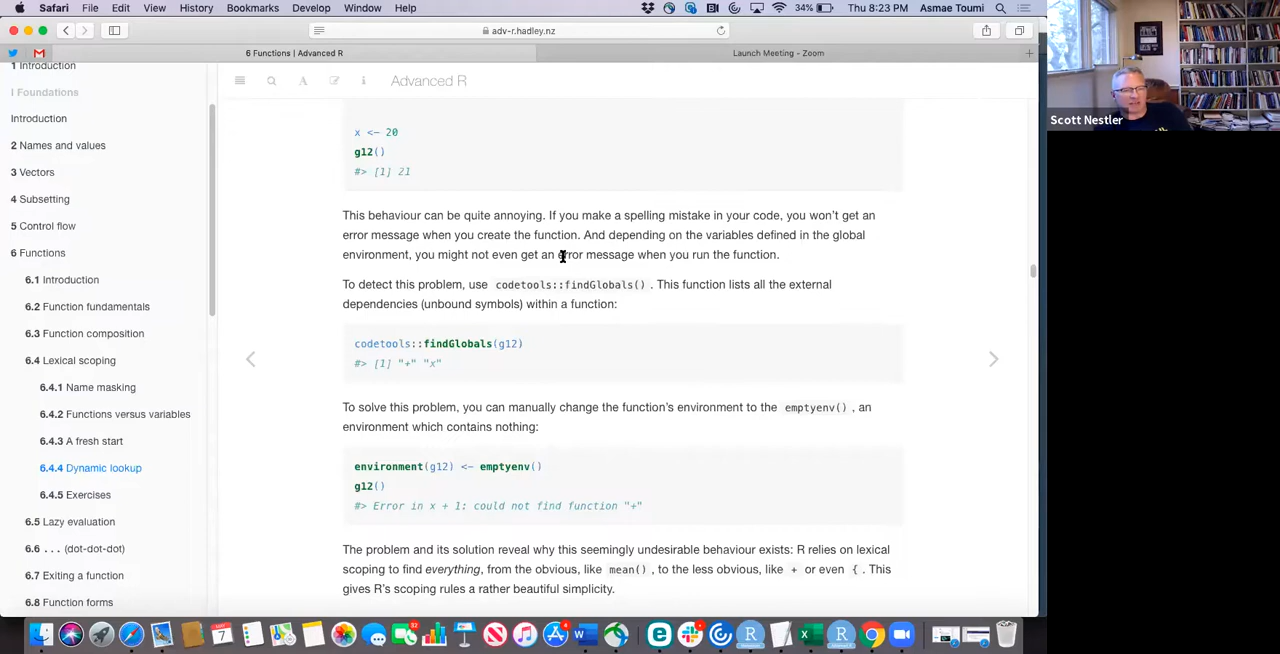 Safari File Edit View History Bookmarks Develop Window Help 34% Thu 8:23 PM Asmae Toumi
adv-r.hadley.nz
6 Functions | Advanced R
Launch Meeting - Zoom
Advanced R
1 Introduction
I Foundations
Introduction
2 Names and values
3 Vectors
4 Subsetting
5 Control flow
6 Functions
6.1 Introduction
6.2 Function fundamentals
6.3 Function composition
6.4 Lexical scoping
6.4.1 Name masking
6.4.2 Functions versus variables
6.4.3 A fresh start
6.4.4 Dynamic lookup
6.4.5 Exercises
6.5 Lazy evaluation
6.6 ... (dot-dot-dot)
6.7 Exiting a function
6.8 Function forms
x <- 20
g12()
#> [1] 21
This behaviour can be quite annoying. If you make a spelling mistake in your code, you won't get an
error message when you create the function. And depending on the variables defined in the global
environment, you might not even get an error message when you run the function.
To detect this problem, use codetools::findGlobals() . This function lists all the external
dependencies (unbound symbols) within a function:
codetools::findGlobals(g12)
#> [1] "+" "x"
To solve this problem, you can manually change the function's environment to the emptyenv() , an
environment which contains nothing:
environment(g12) <- emptyenv()
g12()
#> Error in x + 1: could not find function "+"
The problem and its solution reveal why this seemingly undesirable behaviour exists: R relies on lexical
scoping to find everything, from the obvious, like mean() , to the less obvious, like + or even { . This
gives R's scoping rules a rather beautiful simplicity.
Scott Nestler